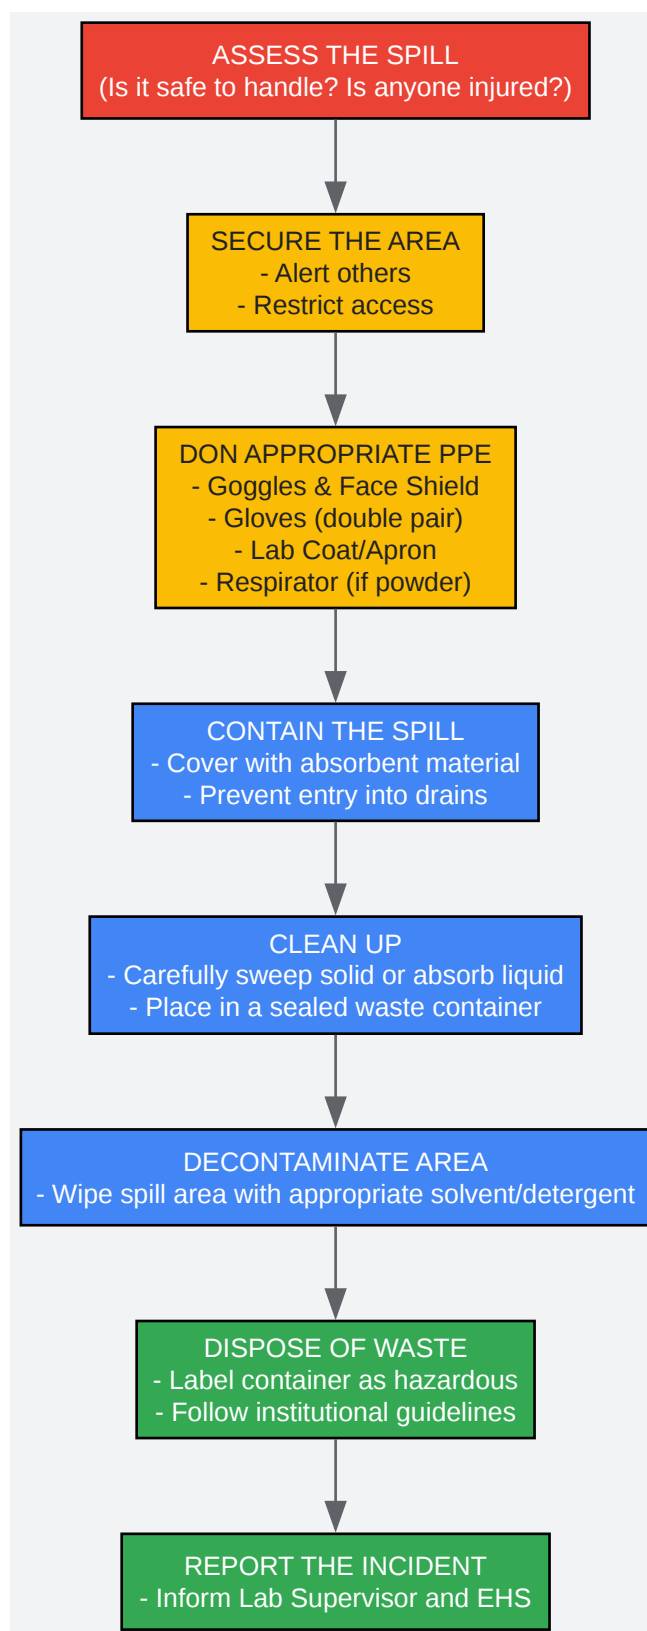 ASSESS THE SPILL
(Is it safe to handle? Is anyone injured?)
SECURE THE AREA
- Alert others
- Restrict access
DON APPROPRIATE PPE
- Goggles & Face Shield
- Gloves (double pair)
- Lab Coat/Apron
- Respirator (if powder)
CONTAIN THE SPILL
- Cover with absorbent material
- Prevent entry into drains
CLEAN UP
- Carefully sweep solid or absorb liquid
- Place in a sealed waste container
DECONTAMINATE AREA
- Wipe spill area with appropriate solvent/detergent
DISPOSE OF WASTE
- Label container as hazardous
- Follow institutional guidelines
REPORT THE INCIDENT
- Inform Lab Supervisor and EHS